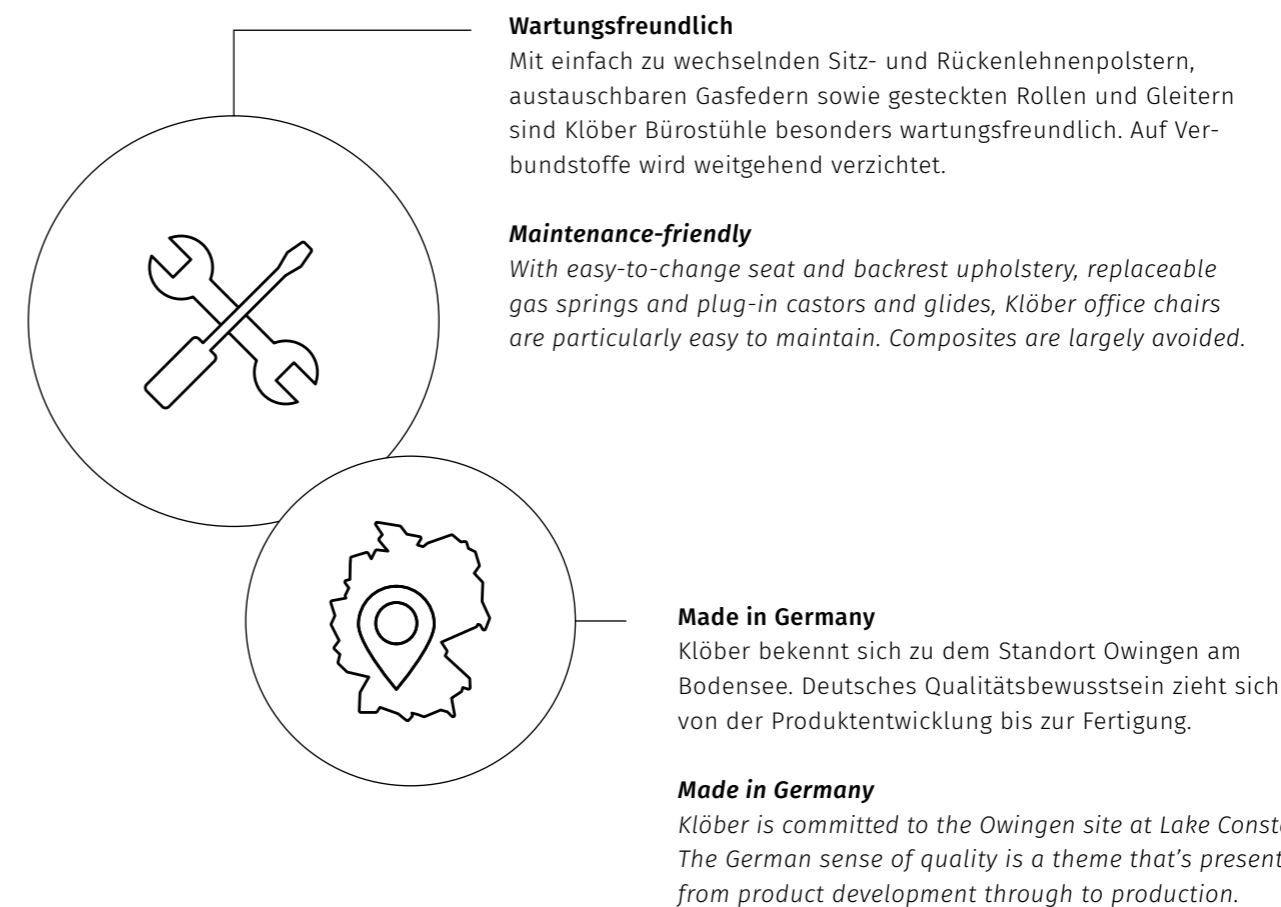 Wartungsfreundlich
Mit einfach zu wechselnden Sitz- und Rückenlehnenpolstern,
austauschbaren Gasfedern sowie gesteckten Rollen und Gleitern
sind Klöber Bürostühle besonders wartungsfreundlich. Auf Ver-
bundstoffe wird weitgehend verzichtet.
Maintenance-friendly
With easy-to-change seat and backrest upholstery, replaceable
gas springs and plug-in castors and glides, Klöber office chairs
are particularly easy to maintain. Composites are largely avoided.
Made in Germany
Klöber bekennt sich zu dem Standort Owingen am
Bodensee. Deutsches Qualitätsbewusstsein zieht sich
von der Produktentwicklung bis zur Fertigung.
Made in Germany
Klöber is committed to the Owingen site at Lake
The German sense of quality is a theme that's present
from product development through to production.